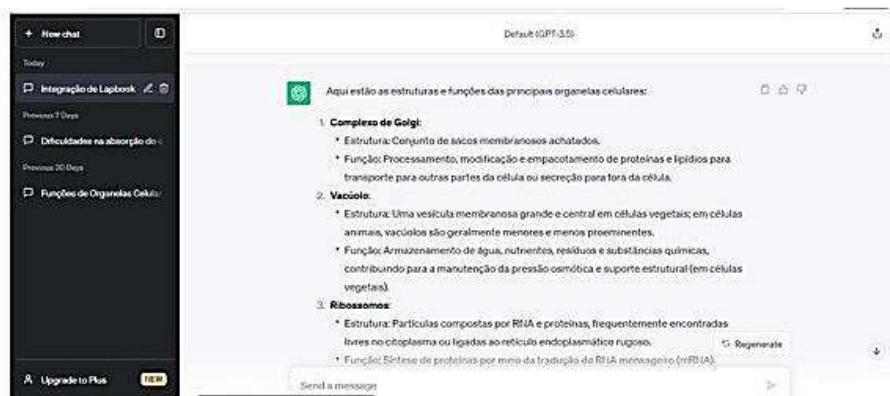 + New chat
Today
Integração de Lapbook
Previous 7 Days
Dificuldades na absorção do c
Previous 30 Days
Funções de Organelas Celular
Upgrade to Plus
NEW
Default (GPT-3.5)
Aqui estão as estruturas e funções das principais organelas celulares:
1. Complexo de Golgi:
* Estrutura: Conjunto de sacos membranosos achatados.
* Função: Processamento, modificação e empacotamento de proteínas e lipídios para
transporte para outras partes da célula ou secreção para fora da célula.
2. Vacúolo:
* Estrutura: Uma vesícula membranosa grande e central em células vegetais; em células
animais, vacúolos são geralmente menores e menos proeminentes.
* Função: Armazenamento de água, nutrientes, resíduos e substâncias químicas,
contribuindo para a manutenção da pressão osmótica e suporte estrutural (em células
vegetais).
3. Ribossomos:
* Estrutura: Partículas compostas por RNA e proteínas, frequentemente encontradas
livres no citoplasma ou ligadas ao retículo endoplasmático rugoso.
* Função: Síntese de proteínas por meio da tradução do RNA mensageiro (mRNA).
Regenerate
Send a message